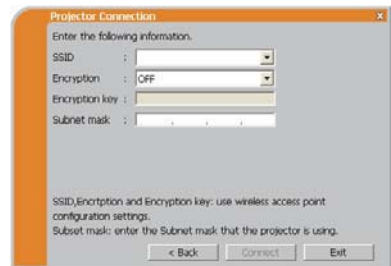 Projector Connection X
Enter the following information.
SSID :
Encryption : OFF
Encryption key :
Subnet mask : . . .
SSID,Encrtption and Encryption key: use wireless access point
configuration settings.
Subset mask: enter the Subnet mask that the projector is using.
< Back Connect Exit